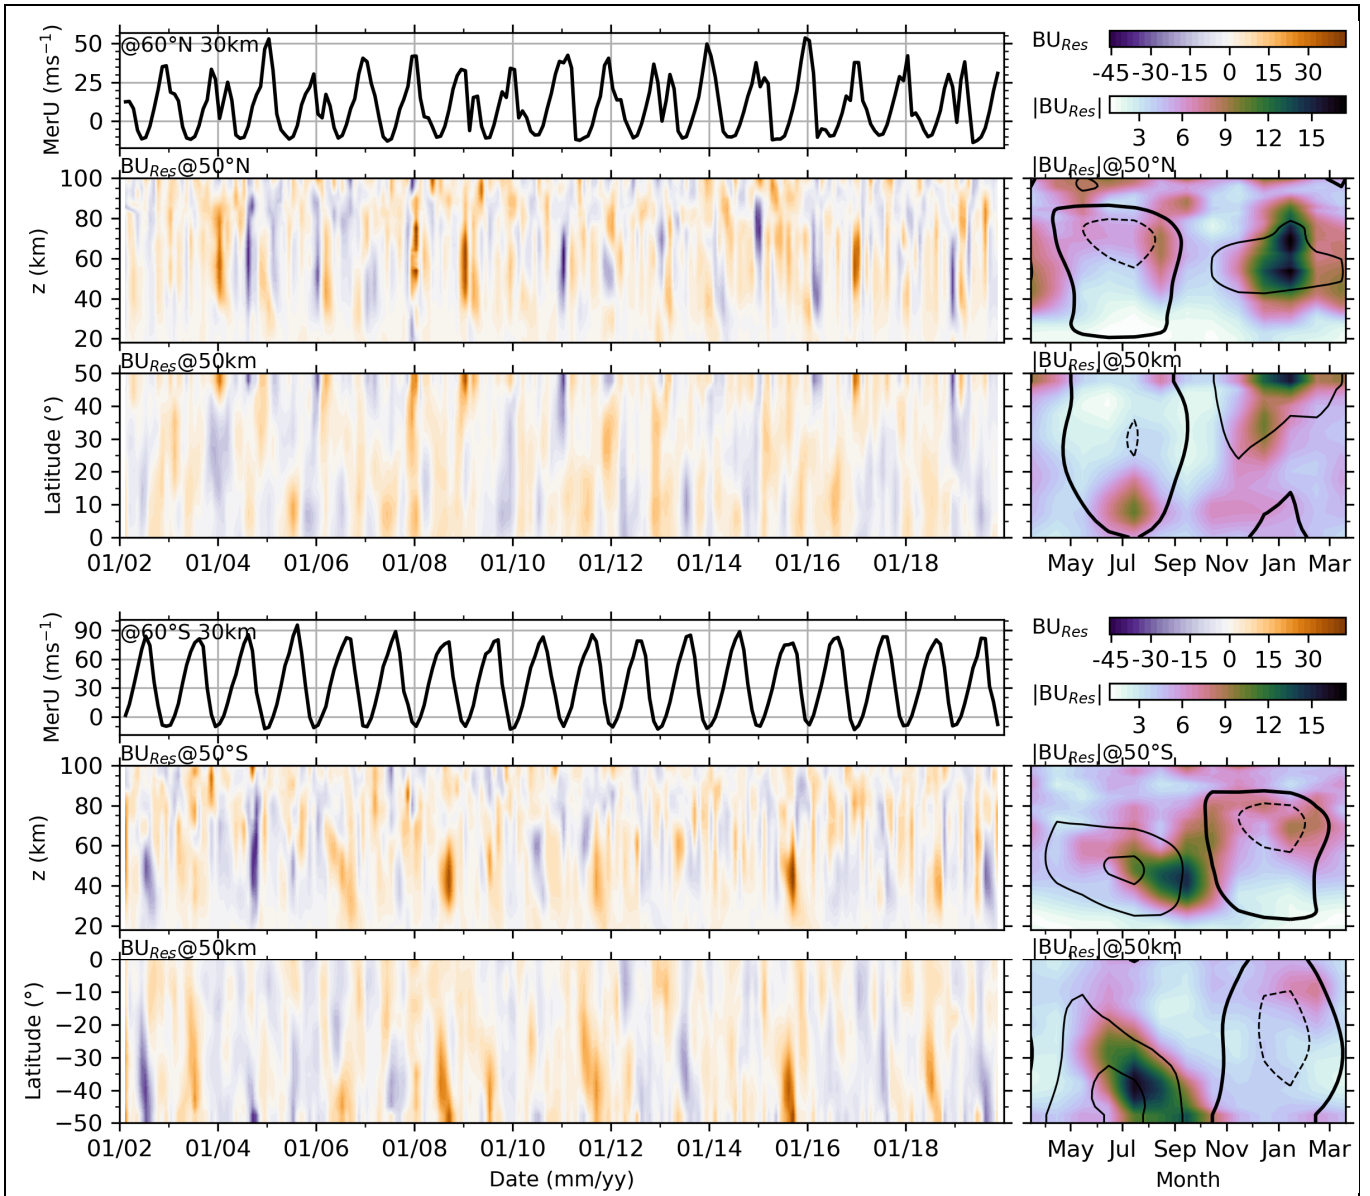 @60°N 30km
MerU (ms⁻¹)
50
25
0
BU_Res
-45 -30 -15 0 15 30
|BU_Res|
3 6 9 12 15
BU_Res@50°N
z (km)
100
80
60
40
20
|BU_Res|@50°N
BU_Res@50km
Latitude (°)
50
40
30
20
10
0
01/02 01/04 01/06 01/08 01/10 01/12 01/14 01/16 01/18
|BU_Res|@50km
May Jul Sep Nov Jan Mar
@60°S 30km
MerU (ms⁻¹)
90
60
30
0
BU_Res
-45 -30 -15 0 15 30
|BU_Res|
3 6 9 12 15
BU_Res@50°S
z (km)
100
80
60
40
20
|BU_Res|@50°S
BU_Res@50km
Latitude (°)
0
−10
−20
−30
−40
−50
01/02 01/04 01/06 01/08 01/10 01/12 01/14 01/16 01/18
Date (mm/yy)
|BU_Res|@50km
May Jul Sep Nov Jan Mar
Month